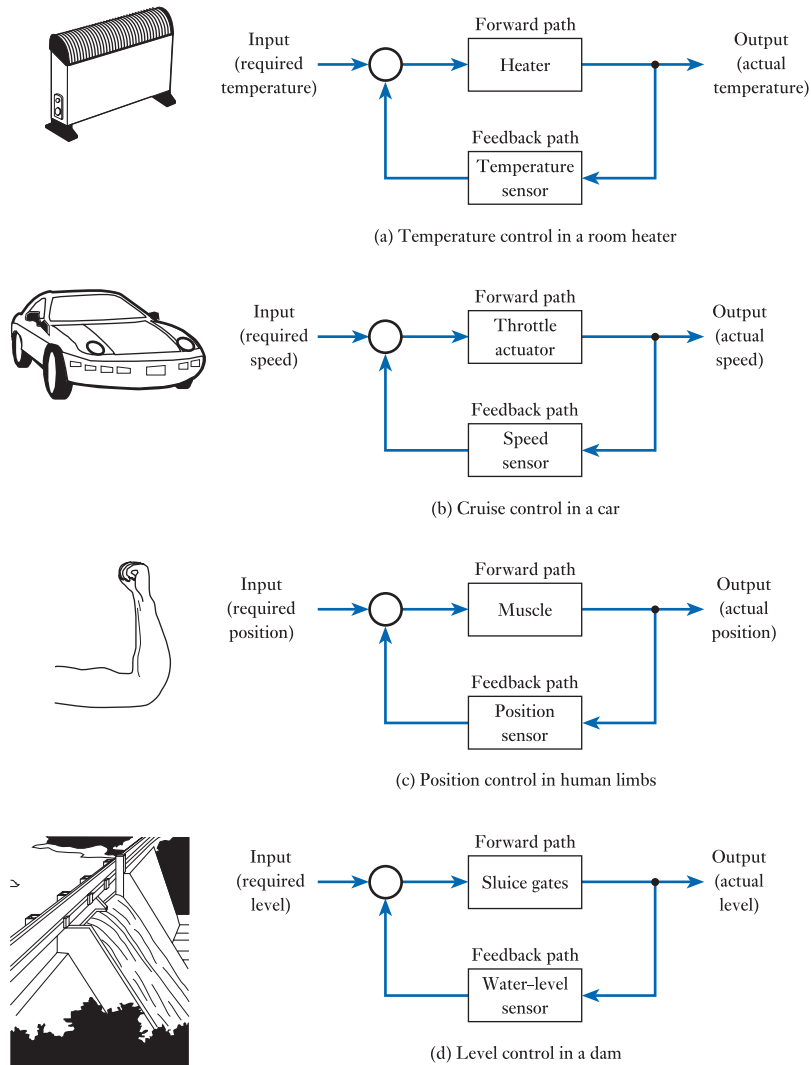 Forward path
Input
(required
temperature)
Heater
Output
(actual
temperature)
Feedback path
Temperature
sensor
(a) Temperature control in a room heater
Forward path
Input
(required
speed)
Throttle
actuator
Output
(actual
speed)
Feedback path
Speed
sensor
(b) Cruise control in a car
Forward path
Input
(required
position)
Muscle
Output
(actual
position)
Feedback path
Position
sensor
(c) Position control in human limbs
Forward path
Input
(required
level)
Sluice gates
Output
(actual
level)
Feedback path
Water–level
sensor
(d) Level control in a dam